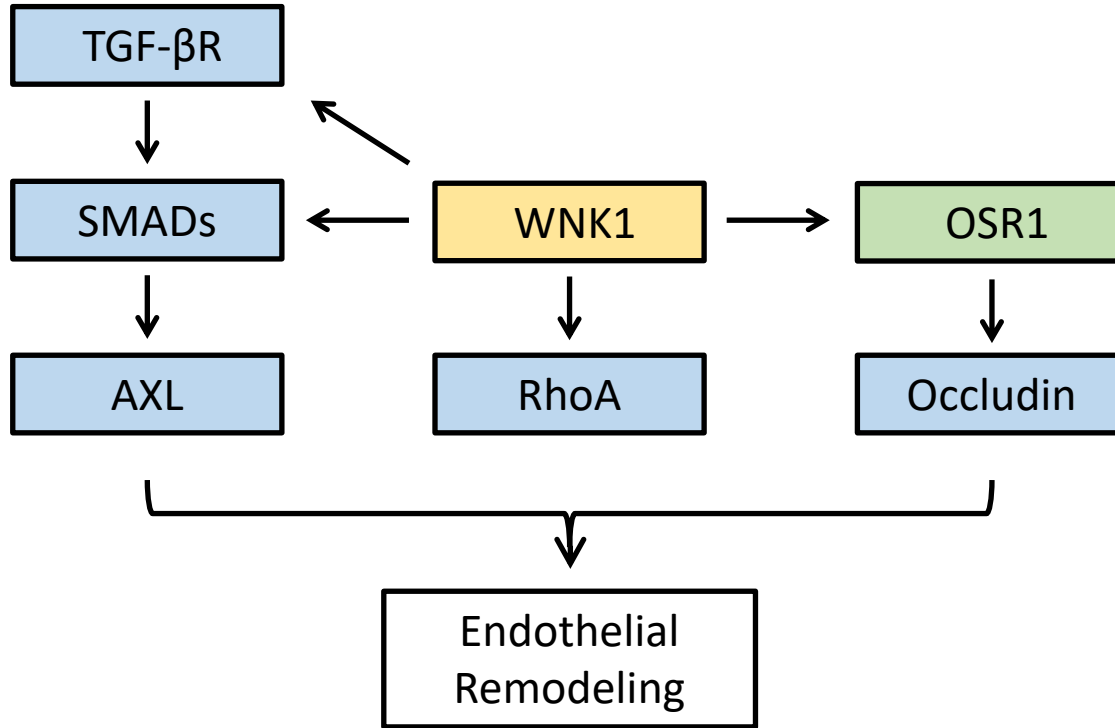 TGF-βR
SMADs
WNK1
OSR1
AXL
RhoA
Occludin
Endothelial
Remodeling